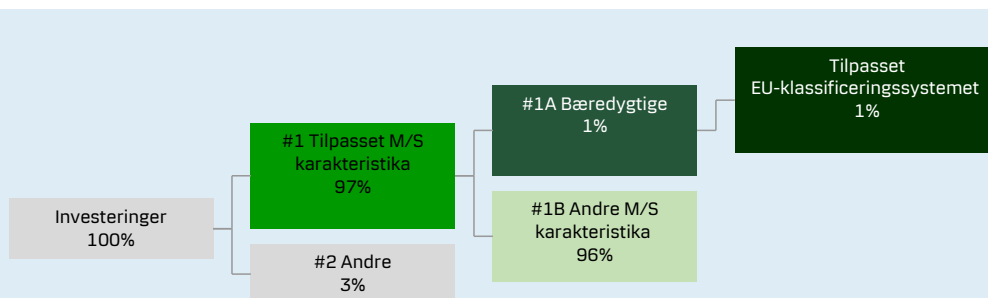 Investeringer
100%
#1 Tilpasset M/S
karakteristika
97%
#2 Andre
3%
#1A Bæredygtige
1%
#1B Andre M/S
karakteristika
96%
Tilpasset
EU-klassificeringssystemet
1%